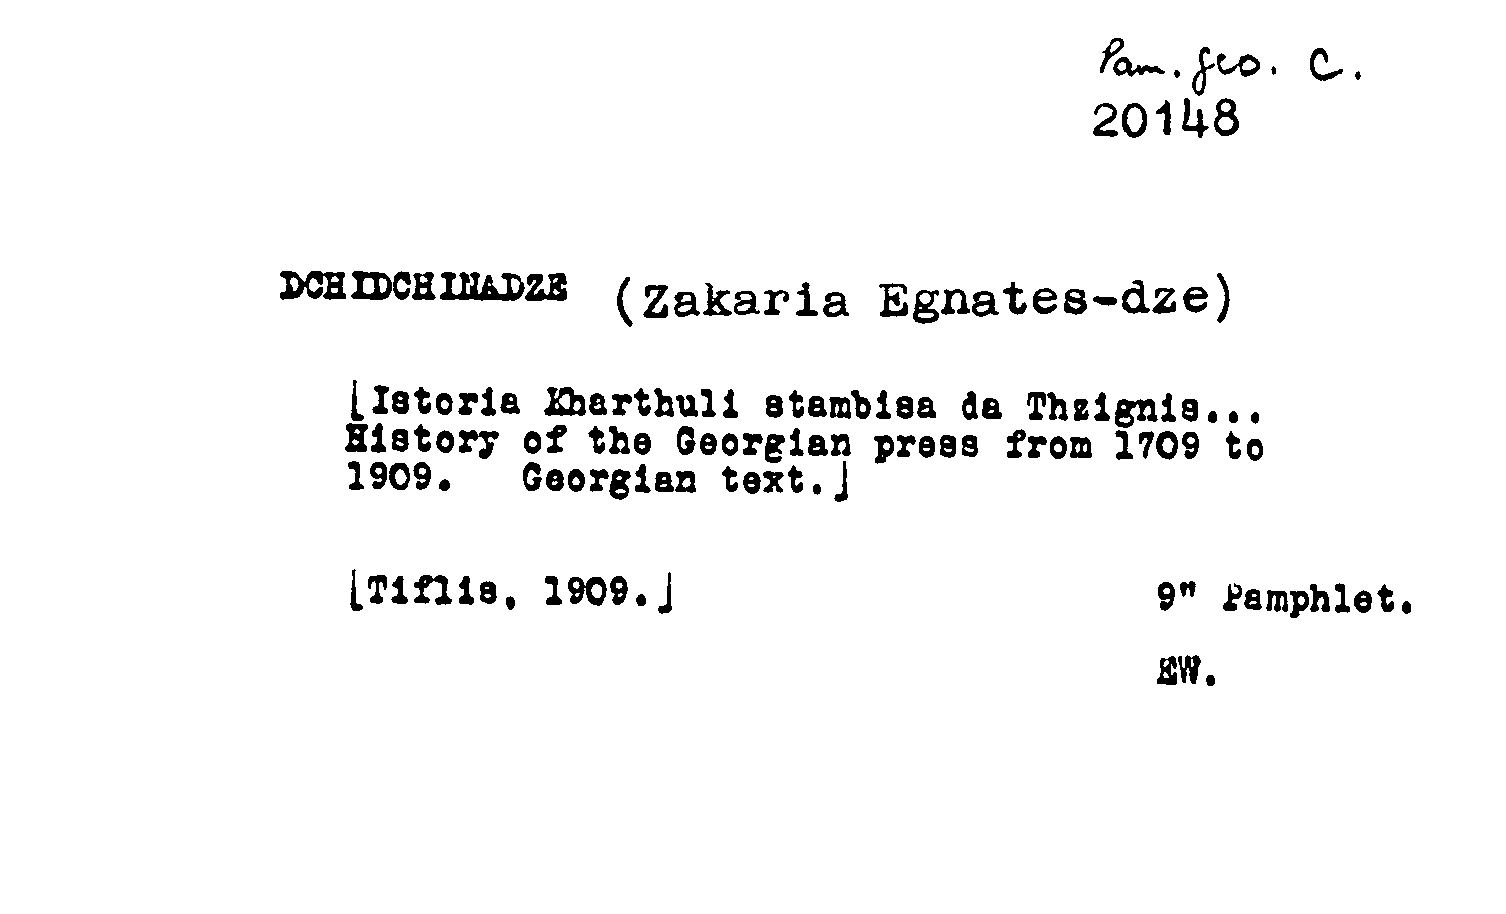 Pam. geo. C.
20148
DCHIDCHINADZE (Zakaria Egnates-dze)
[Istoria Kharthuli stambisa da Thzignis...
History of the Georgian press from 1709 to
1909. Georgian text.]
[Tiflis, 1909.]
9" Pamphlet.
EW.